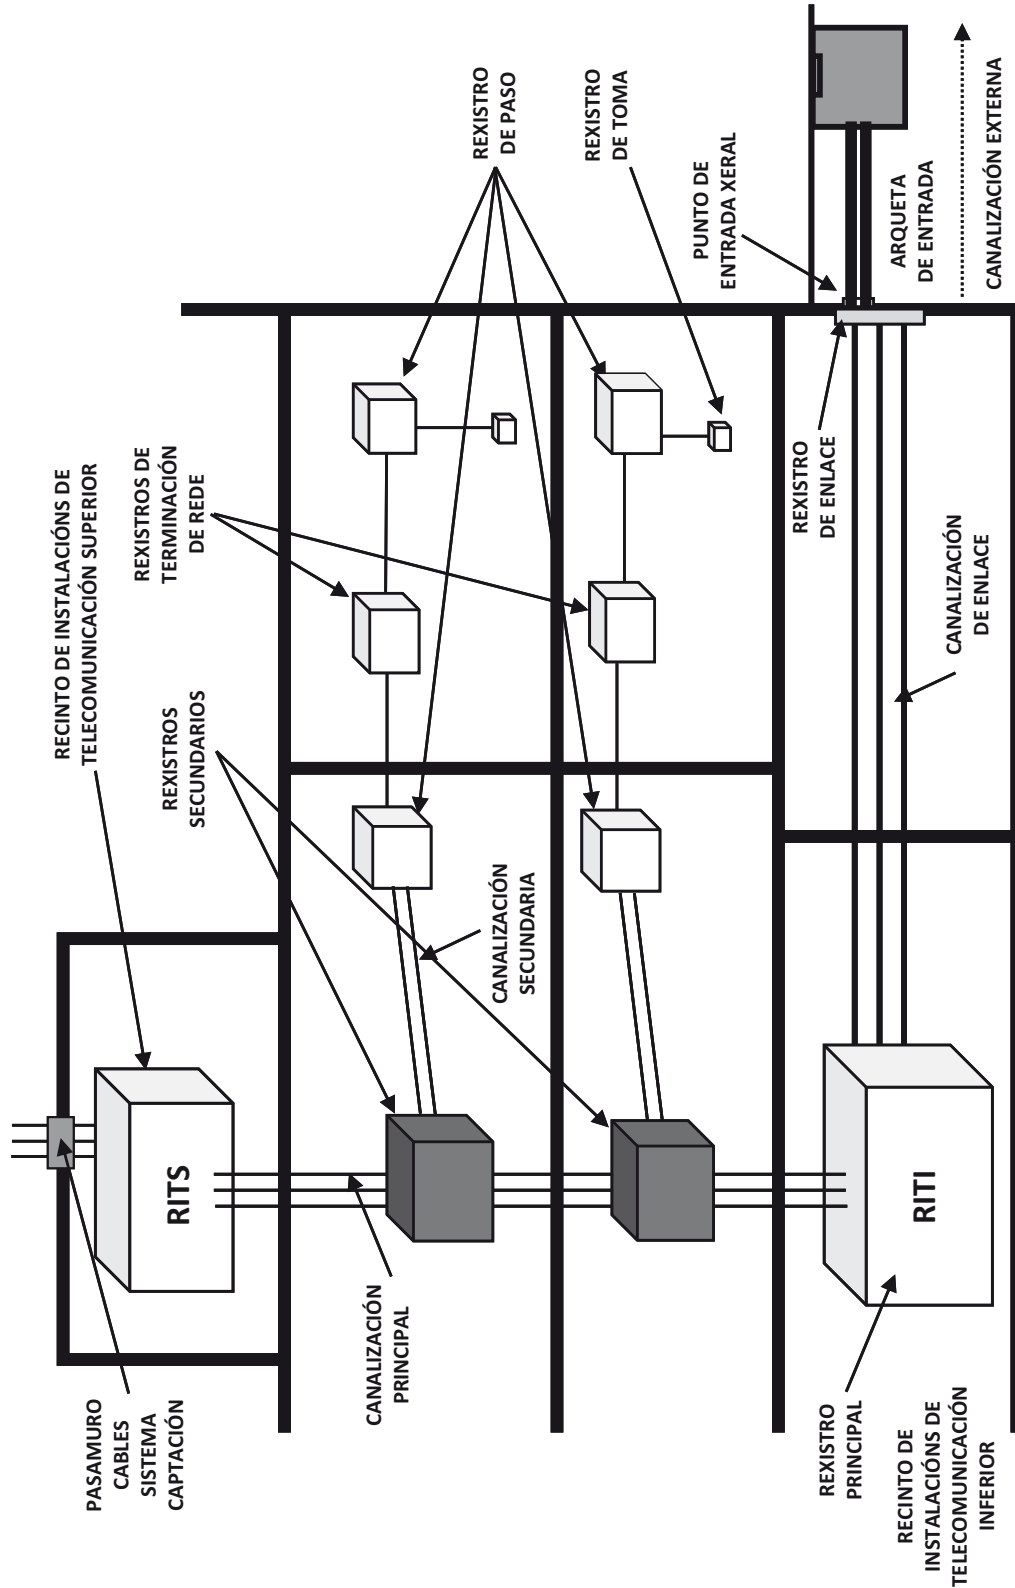 PASAMURO
CABLES
SISTEMA
CAPTACIÓN
RECINTO DE INSTALACIÓNS DE
TELECOMUNICACIÓN SUPERIOR
REXISTROS DE
TERMINACIÓN
DE REDE
REXISTROS
SECUNDARIOS
RITS
CANALIZACIÓN
PRINCIPAL
CANALIZACIÓN
SECUNDARIA
REXISTRO
DE PASO
REXISTRO
DE TOMA
PUNTO DE
ENTRADA XERAL
ARQUETA
DE ENTRADA
CANALIZACIÓN EXTERNA
REXISTRO
DE ENLACE
CANALIZACIÓN
DE ENLACE
RITI
REXISTRO
PRINCIPAL
RECINTO DE
INSTALACIÓNS DE
TELECOMUNICACIÓN
INFERIOR